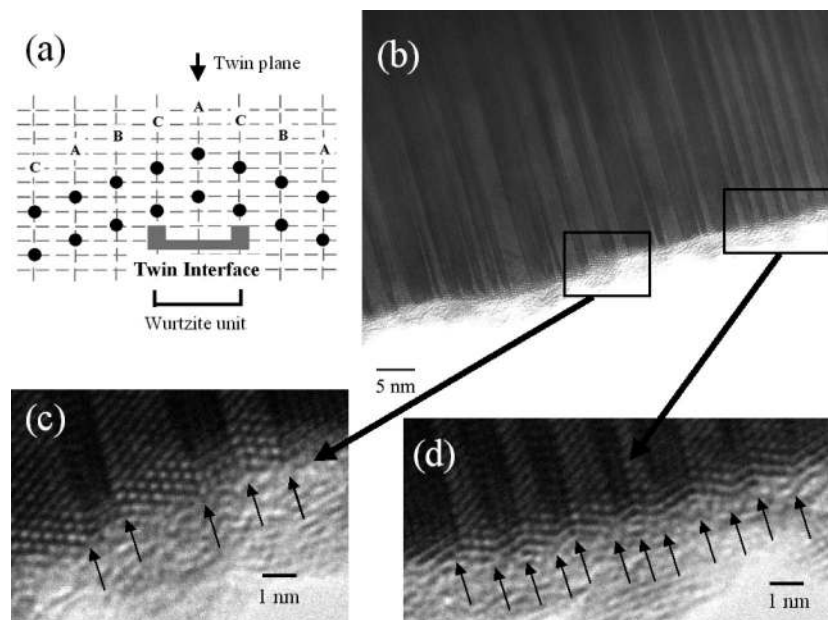 (a)
Twin plane
A
C
C
B
B
A
A
C
Twin Interface
Wurtzite unit
(b)
5 nm
(c)
1 nm
(d)
1 nm